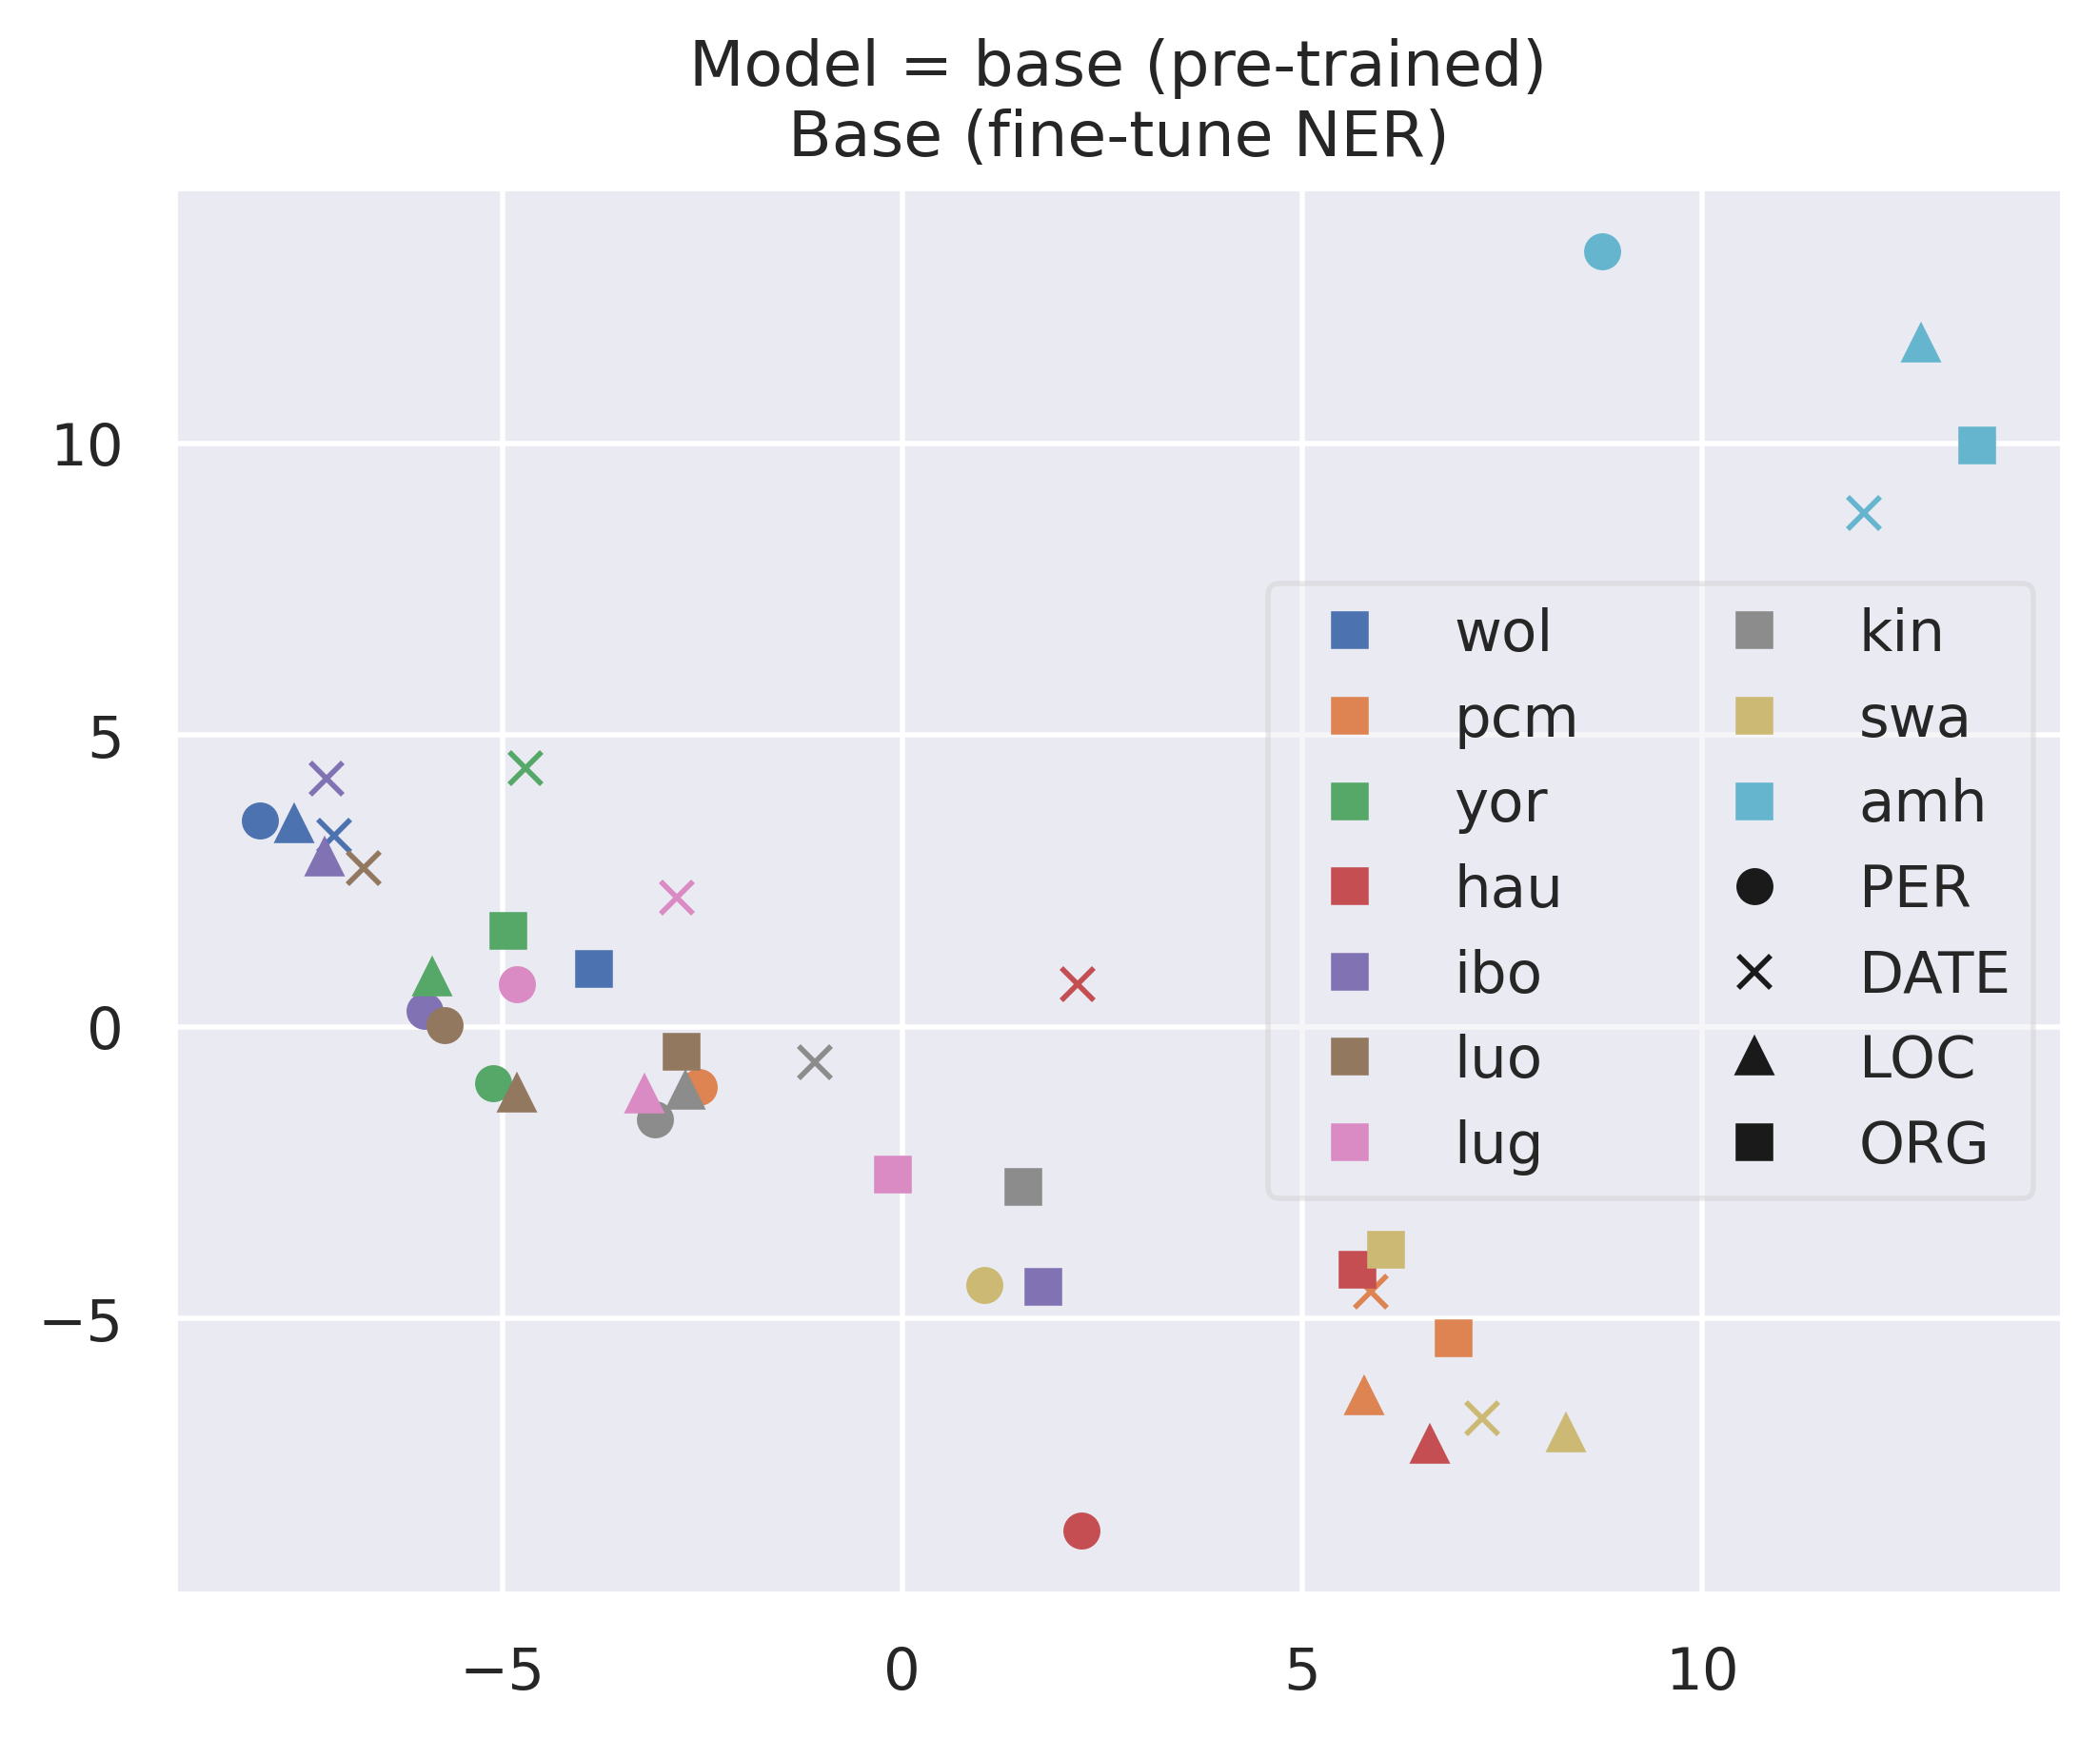 Model = base (pre-trained)
Base (fine-tune NER)
10
5
0
−5
−5
0
5
10
wol
pcm
yor
hau
ibo
luo
lug
kin
swa
amh
PER
DATE
LOC
ORG